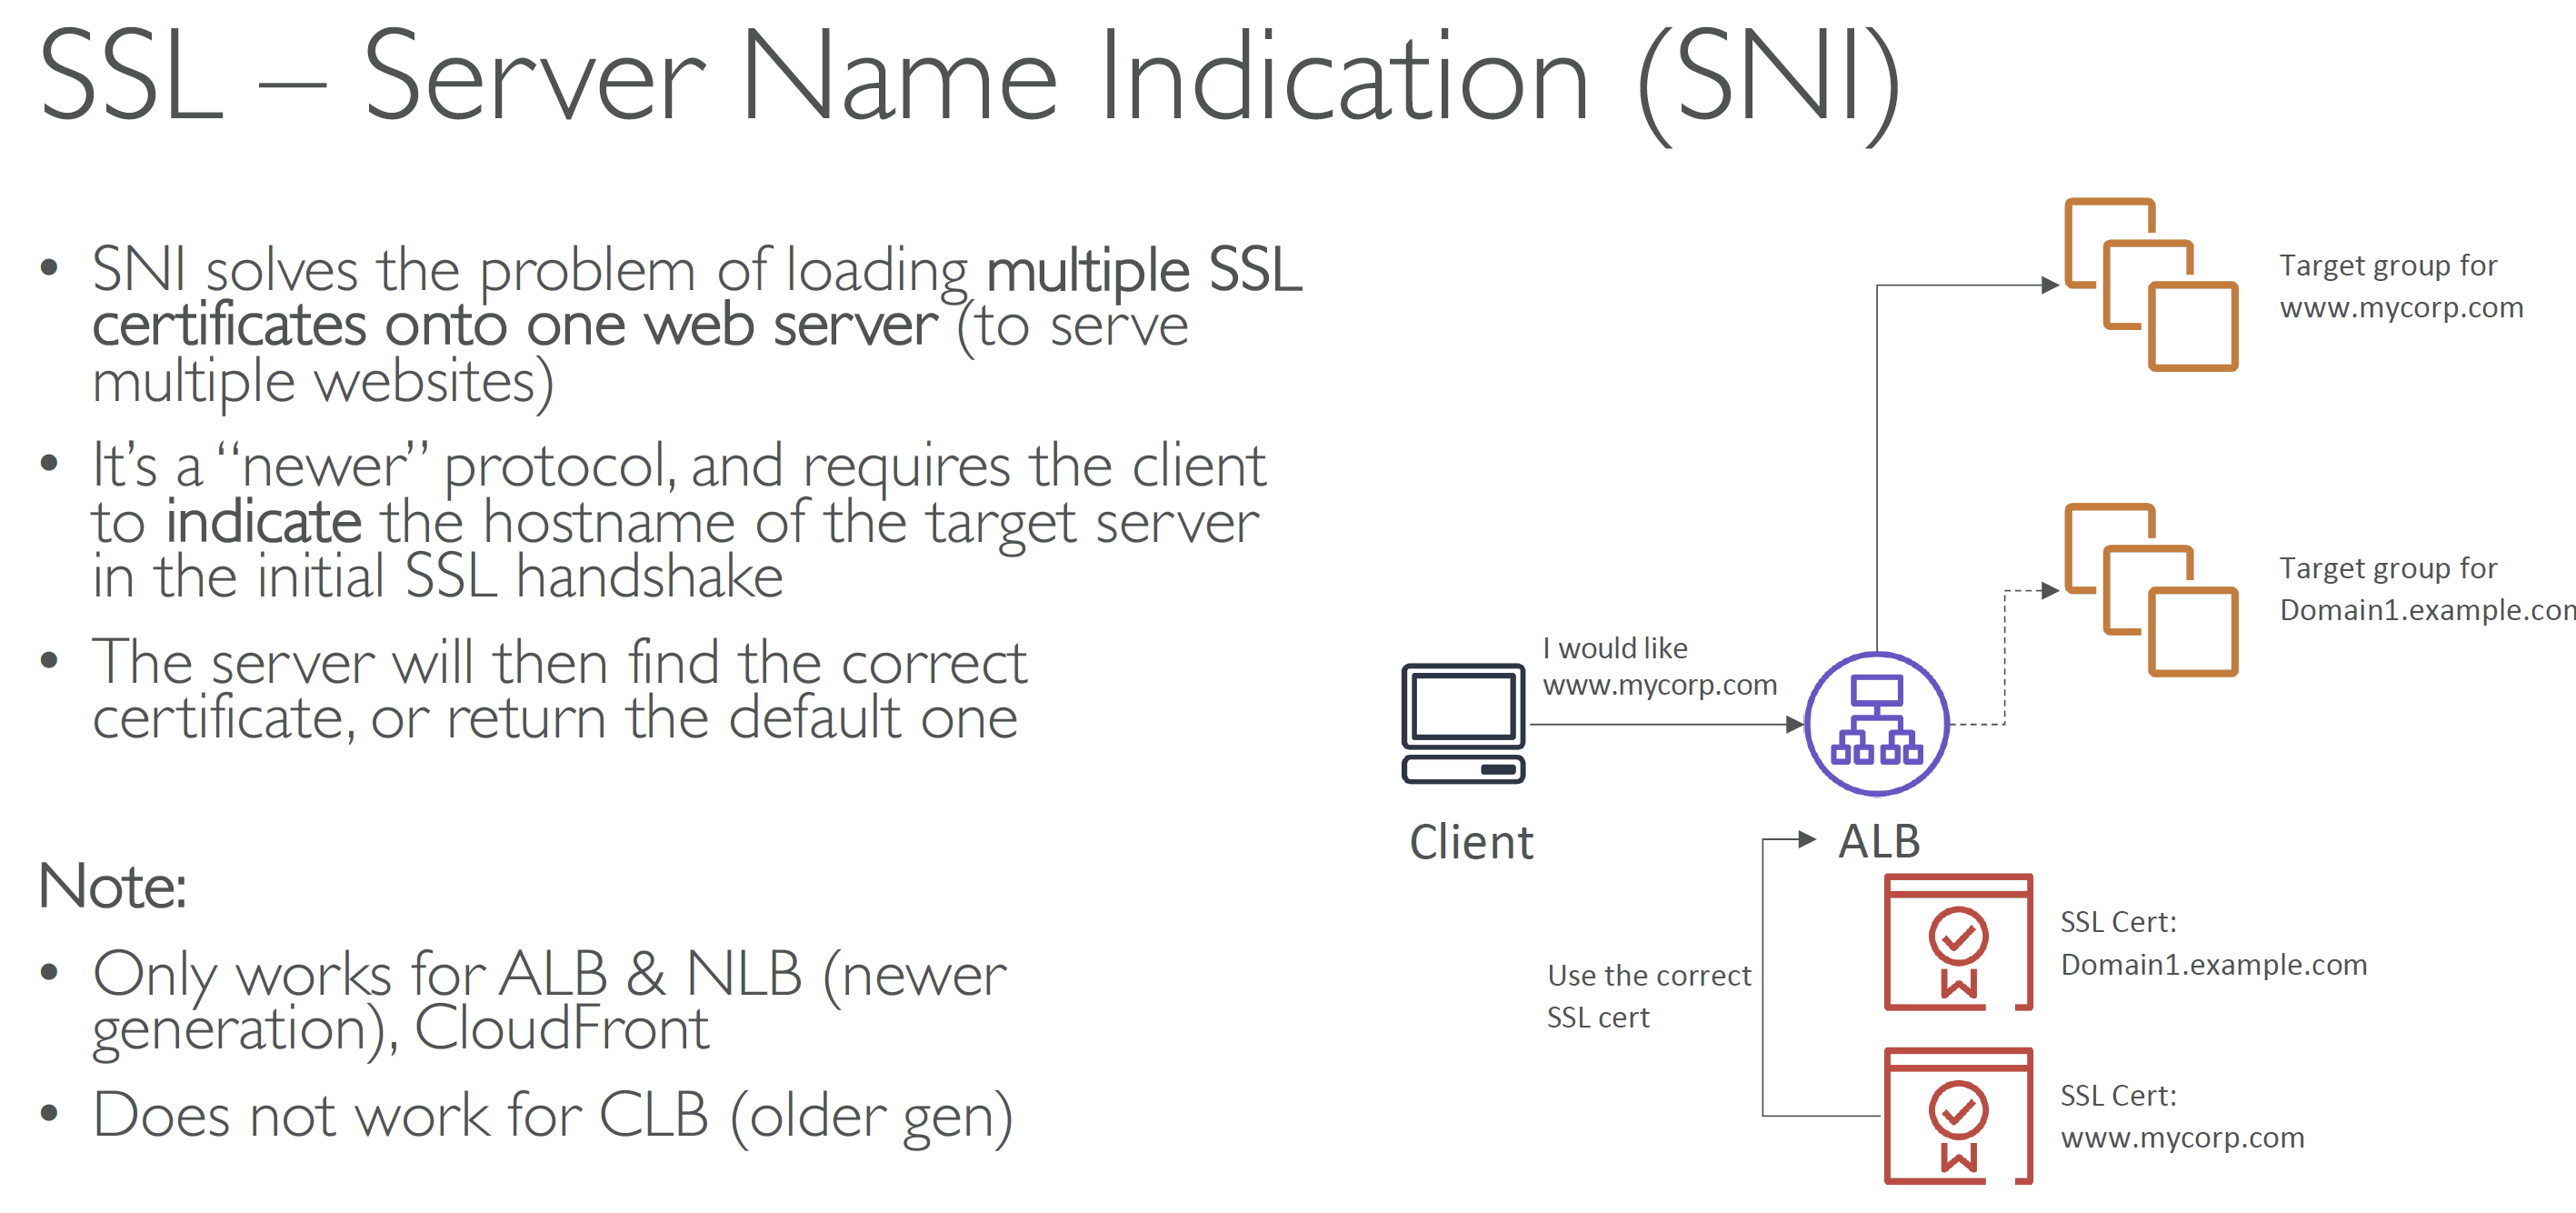 SSL – Server Name Indication (SNI)
• SNI solves the problem of loading multiple SSL
certificates onto one web server (to serve
multiple websites)
• It’s a “newer” protocol, and requires the client
to indicate the hostname of the target server
in the initial SSL handshake
• The server will then find the correct
certificate, or return the default one
Note:
• Only works for ALB & NLB (newer
generation), CloudFront
• Does not work for CLB (older gen)
Target group for
www.mycorp.com
Target group for
Domain1.example.com
I would like
www.mycorp.com
Client
ALB
Use the correct
SSL cert
SSL Cert:
Domain1.example.com
SSL Cert:
www.mycorp.com